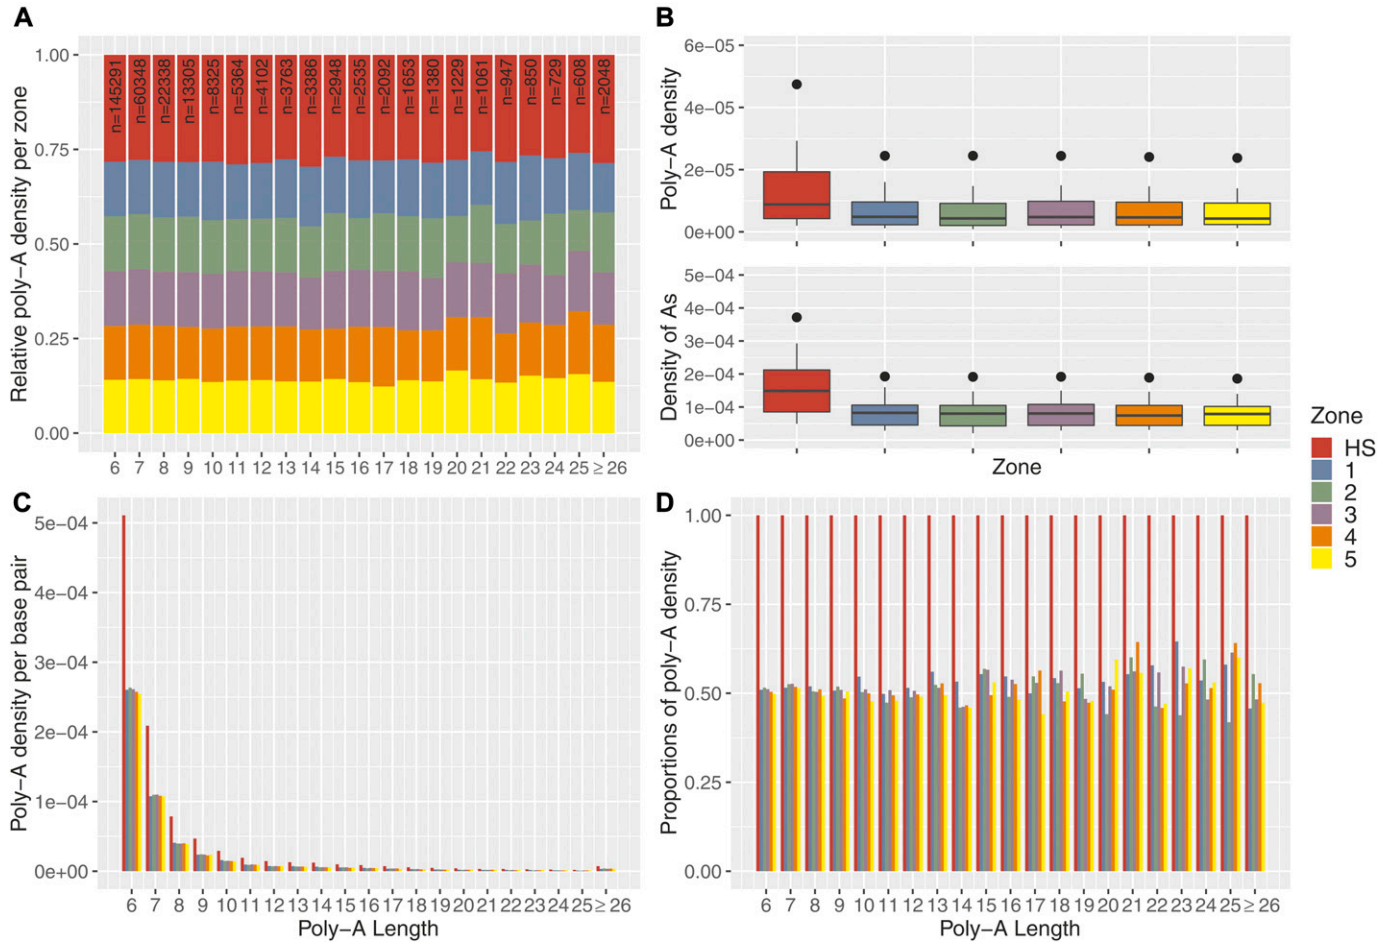 A
Relative poly−A density per zone
1.00
0.75
0.50
0.25
0.00
n=145291
n=60348
n=22338
n=13305
n=8325
n=5364
n=4102
n=3763
n=3386
n=2948
n=2535
n=2092
n=1653
n=1380
n=1229
n=1061
n=947
n=850
n=729
n=608
n=2048
6 7 8 9 10 11 12 13 14 15 16 17 18 19 20 21 22 23 24 25 ≥ 26
B
Poly−A density
6e−05
4e−05
2e−05
0e+00
Density of As
5e−04
4e−04
3e−04
2e−04
1e−04
0e+00
Zone
C
Poly−A density per base pair
5e−04
4e−04
3e−04
2e−04
1e−04
0e+00
6 7 8 9 10 11 12 13 14 15 16 17 18 19 20 21 22 23 24 25 ≥ 26
Poly−A Length
D
Proportions of poly−A density
1.00
0.75
0.50
0.25
0.00
6 7 8 9 10 11 12 13 14 15 16 17 18 19 20 21 22 23 24 25 ≥ 26
Poly−A Length
Zone
HS
1
2
3
4
5